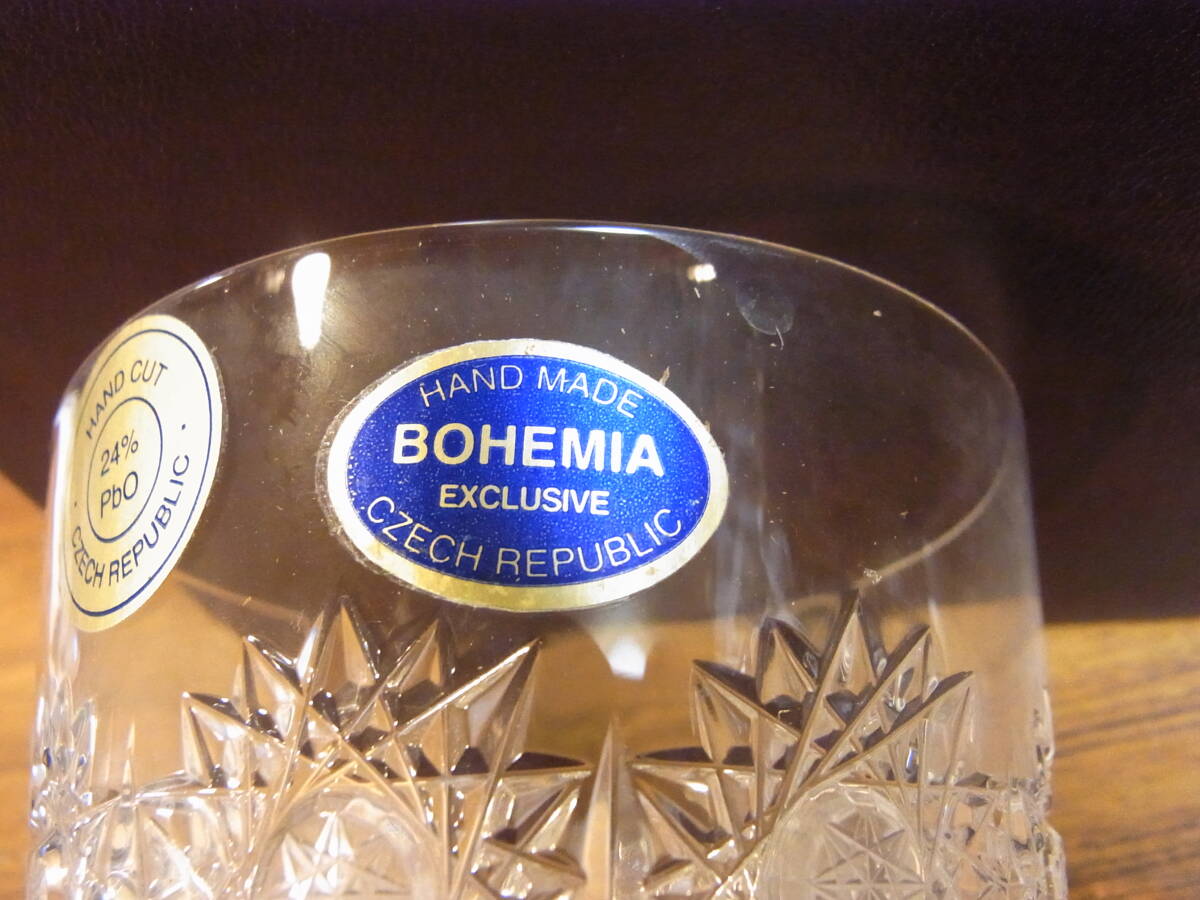 HAND CUT
24%
PbO
· CZECH REPUBLIC ·
HAND MADE
BOHEMIA
EXCLUSIVE
CZECH REPUBLIC